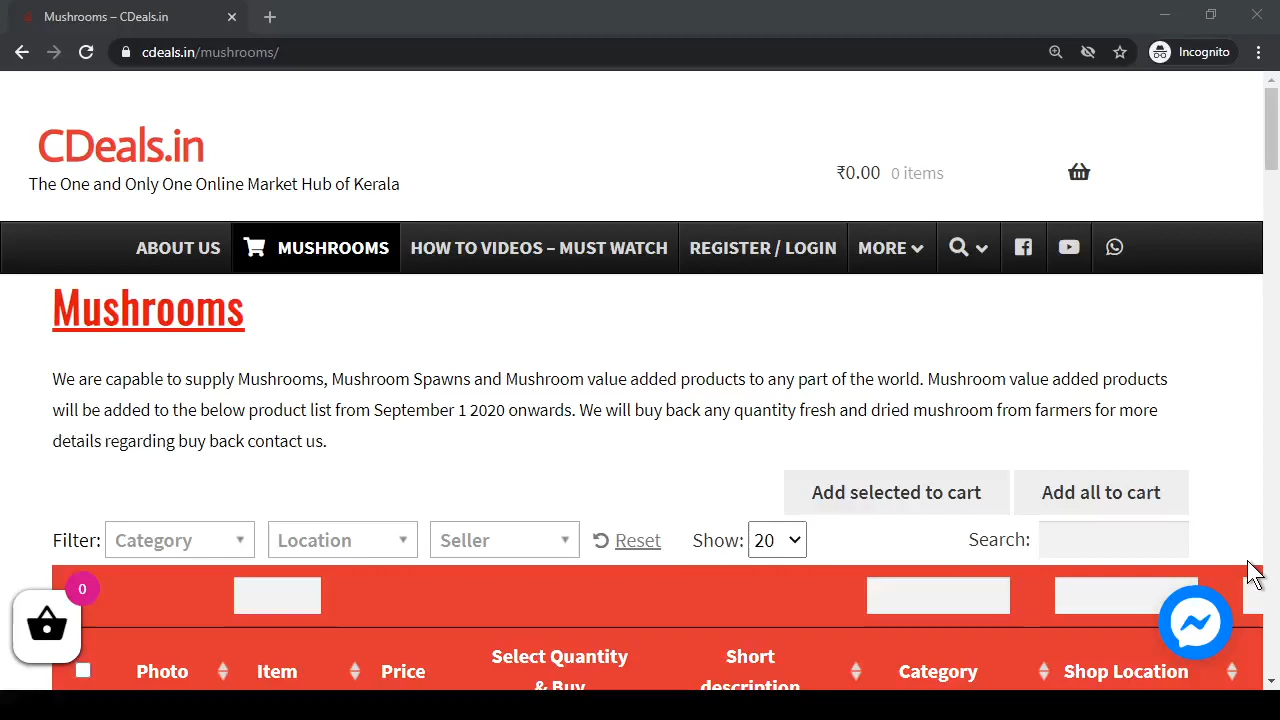 Mushrooms – CDeals.in
cdeals.in/mushrooms/
Incognito
CDeals.in
The One and Only One Online Market Hub of Kerala
₹0.00 0 items
ABOUT US
MUSHROOMS
HOW TO VIDEOS – MUST WATCH
REGISTER / LOGIN
MORE
Mushrooms
We are capable to supply Mushrooms, Mushroom Spawns and Mushroom value added products to any part of the world. Mushroom value added products
will be added to the below product list from September 1 2020 onwards. We will buy back any quantity fresh and dried mushroom from farmers for more
details regarding buy back contact us.
Add selected to cart
Add all to cart
Filter: Category Location Seller Reset Show: 20 Search:
0
Photo
Item
Price
Select Quantity
& Buy
Short
description
Category
Shop Location